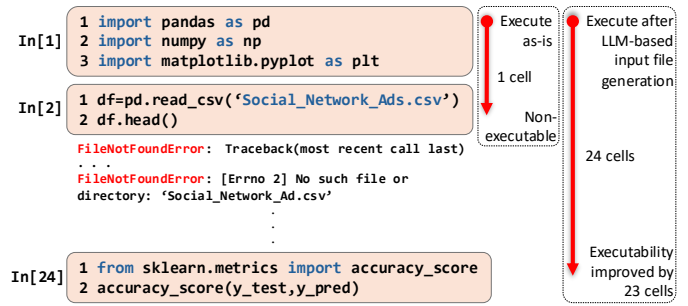 In[1]
1 import pandas as pd
2 import numpy as np
3 import matplotlib.pyplot as plt
In[2]
1 df=pd.read_csv(‘Social_Network_Ads.csv’)
2 df.head()
FileNotFoundError: Traceback(most recent call last)
. . .
FileNotFoundError: [Errno 2] No such file or
directory: ‘Social_Network_Ad.csv’
.
.
.
In[24]
1 from sklearn.metrics import accuracy_score
2 accuracy_score(y_test,y_pred)
Execute
as-is
1 cell
Non-
executable
Execute after
LLM-based
input file
generation
24 cells
Executability
improved by
23 cells